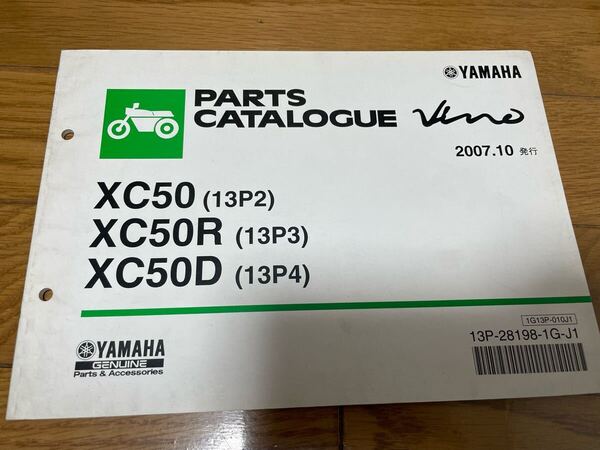 YAMAHA
PARTS
CATALOGUE Vino
2007.10 発行
XC50 (13P2)
XC50R (13P3)
XC50D (13P4)
1G13P-010J1
13P-28198-1G-J1
YAMAHA
GENUINE
Parts & Accessories